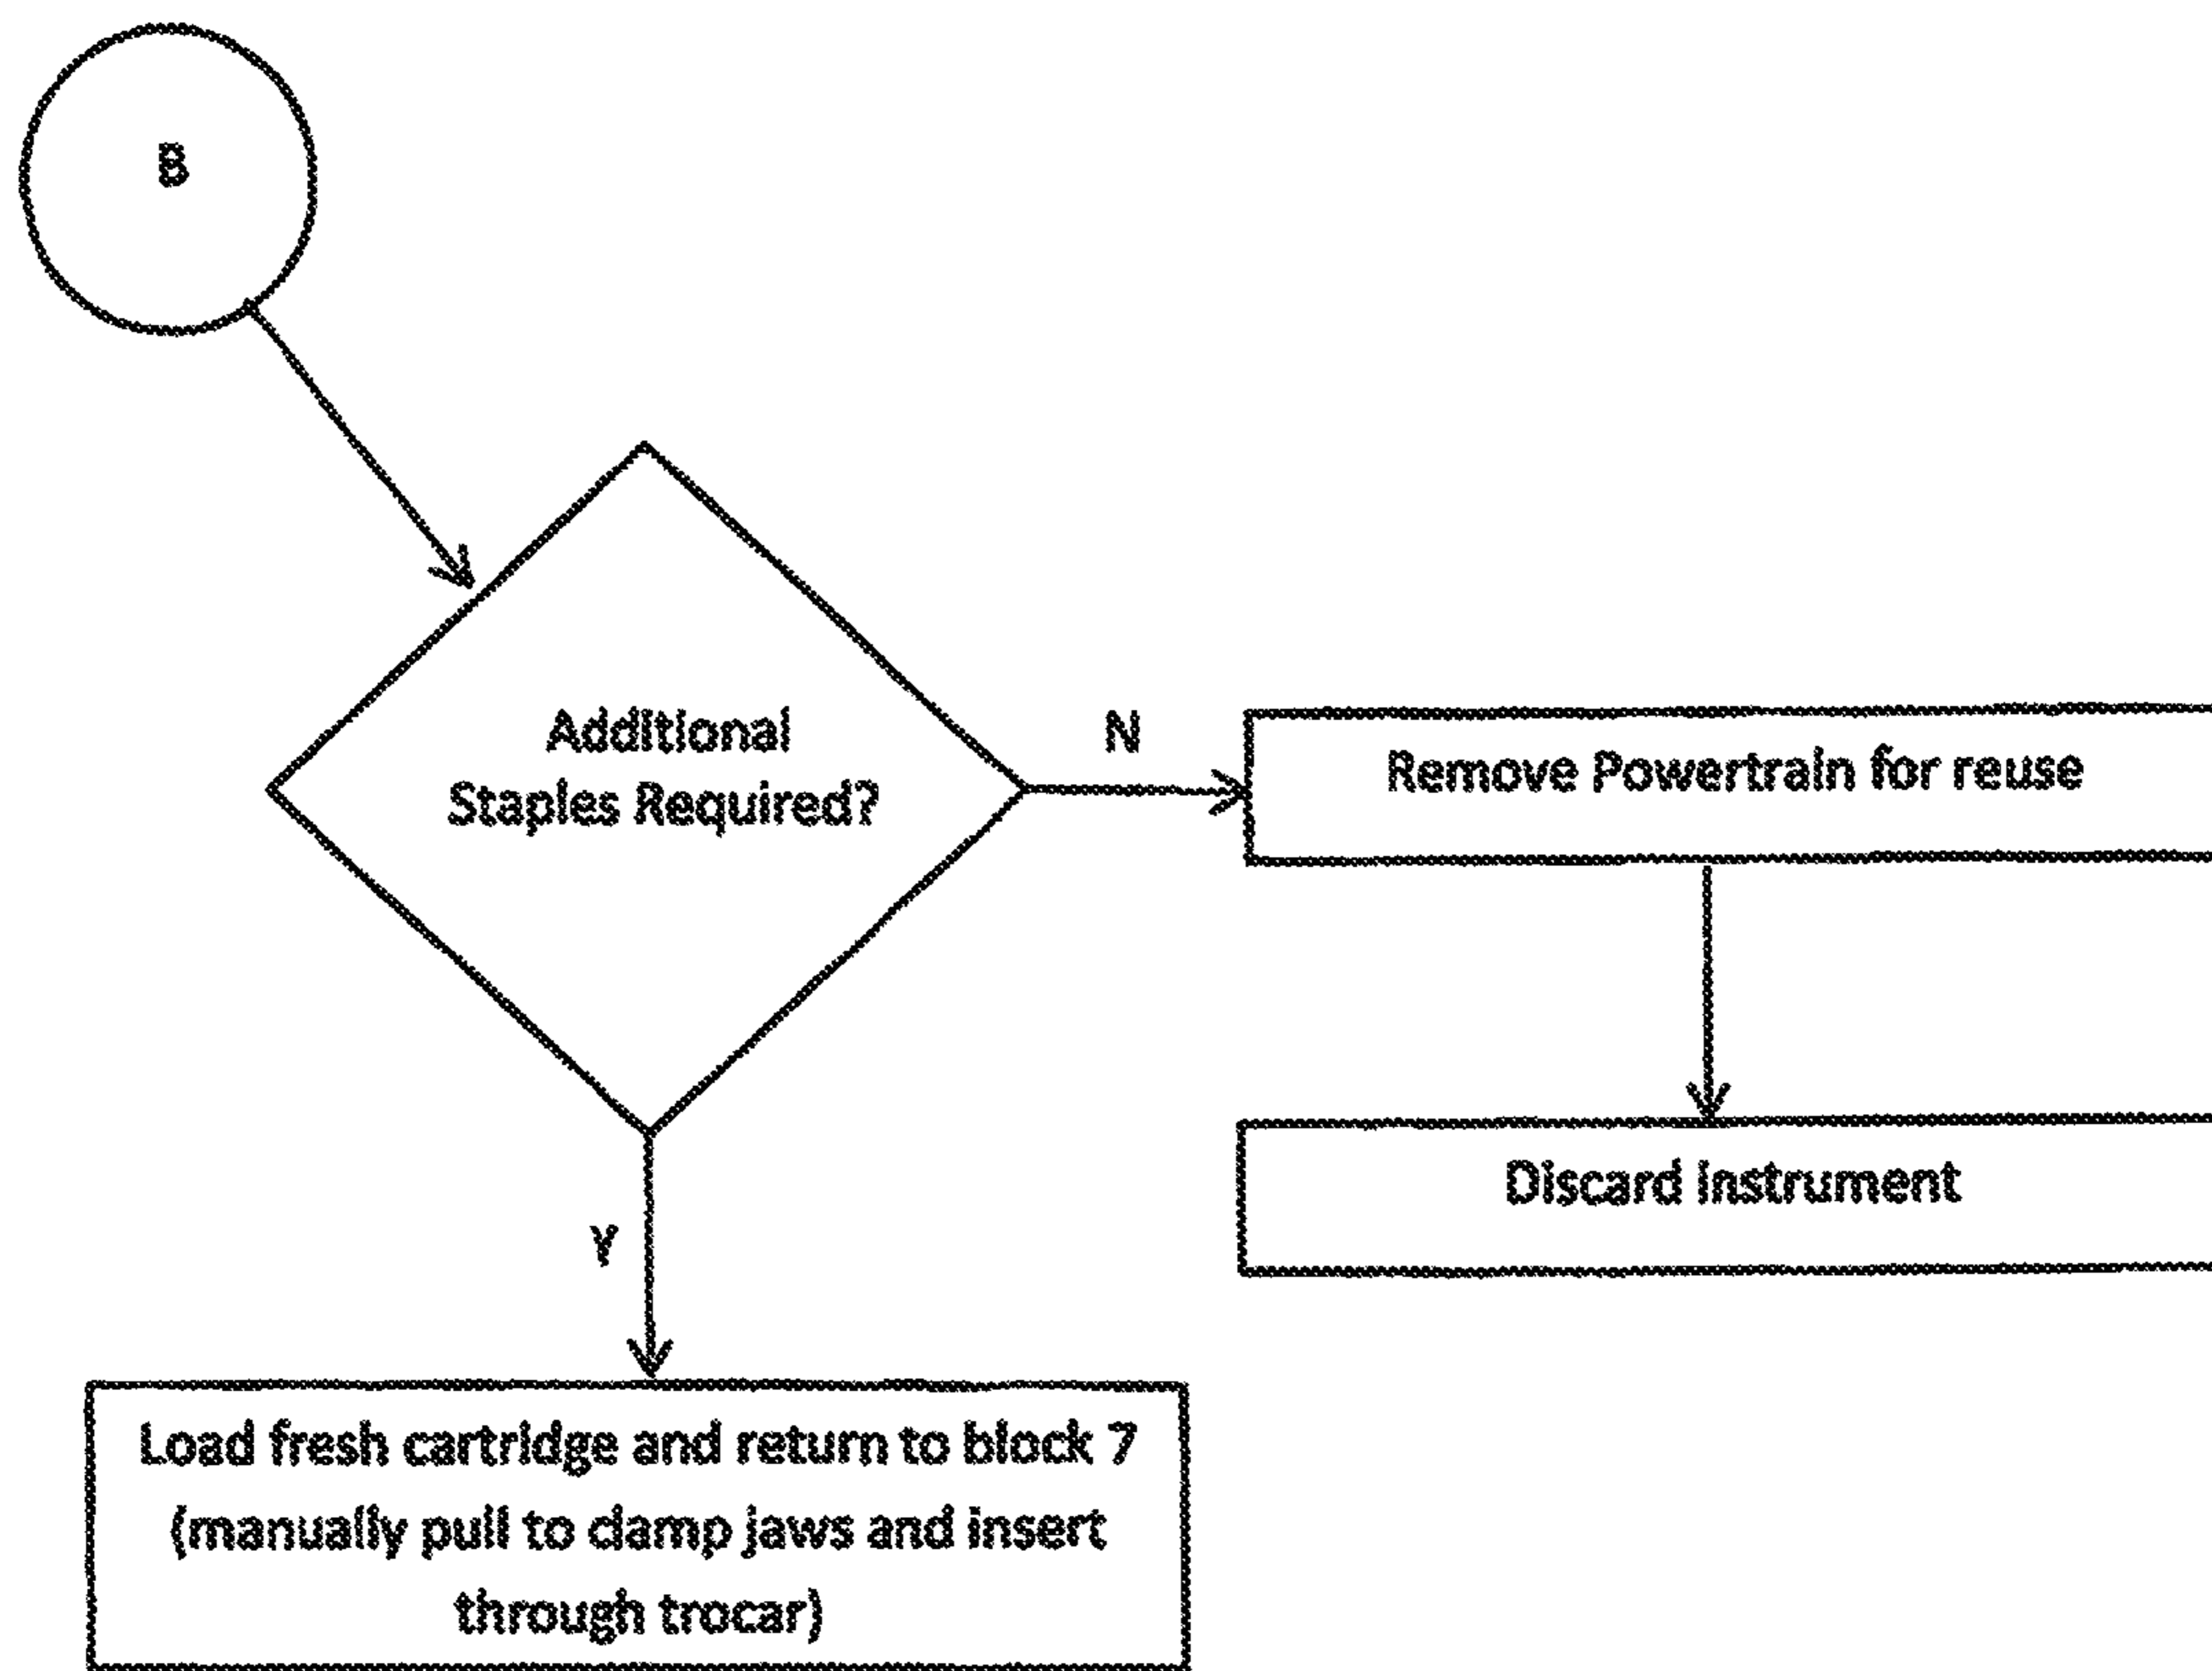 B
Additional
Staples Required?
N
Remove Powertrain for reuse
Discard instrument
Y
Load fresh cartridge and return to block 7
(manually pull to clamp jaws and insert
through trocar)